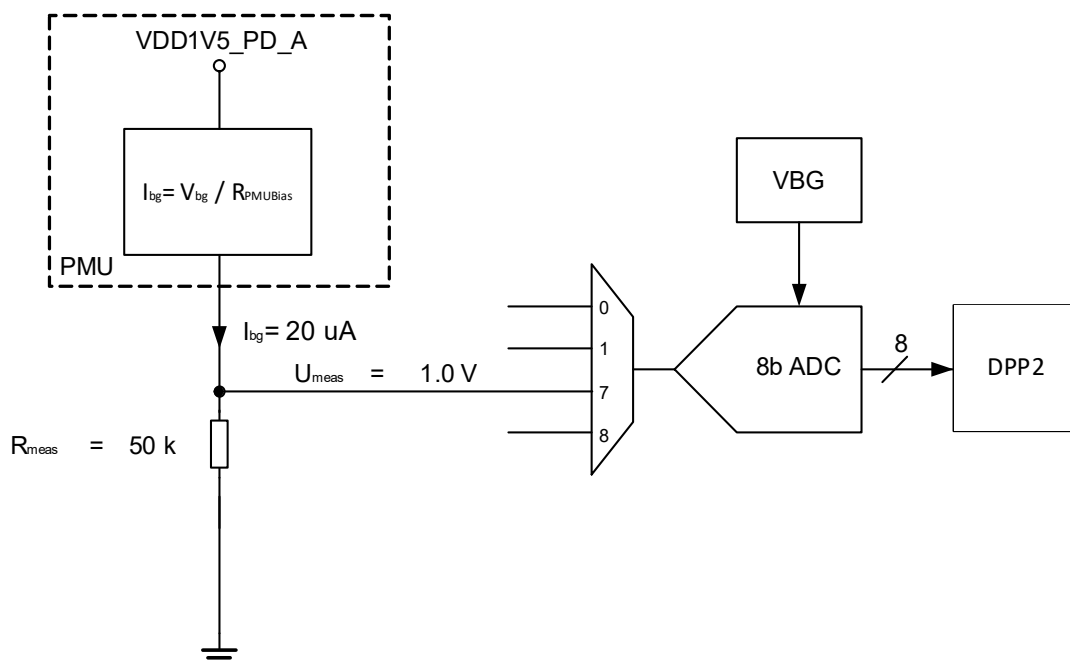 VDD1V5_PD_A
Ibg= Vbg / RPMUBias
PMU
VBG
Ibg= 20 uA
Umeas = 1.0 V
Rmeas = 50 k
0
1
7
8
8b ADC
8
DPP2